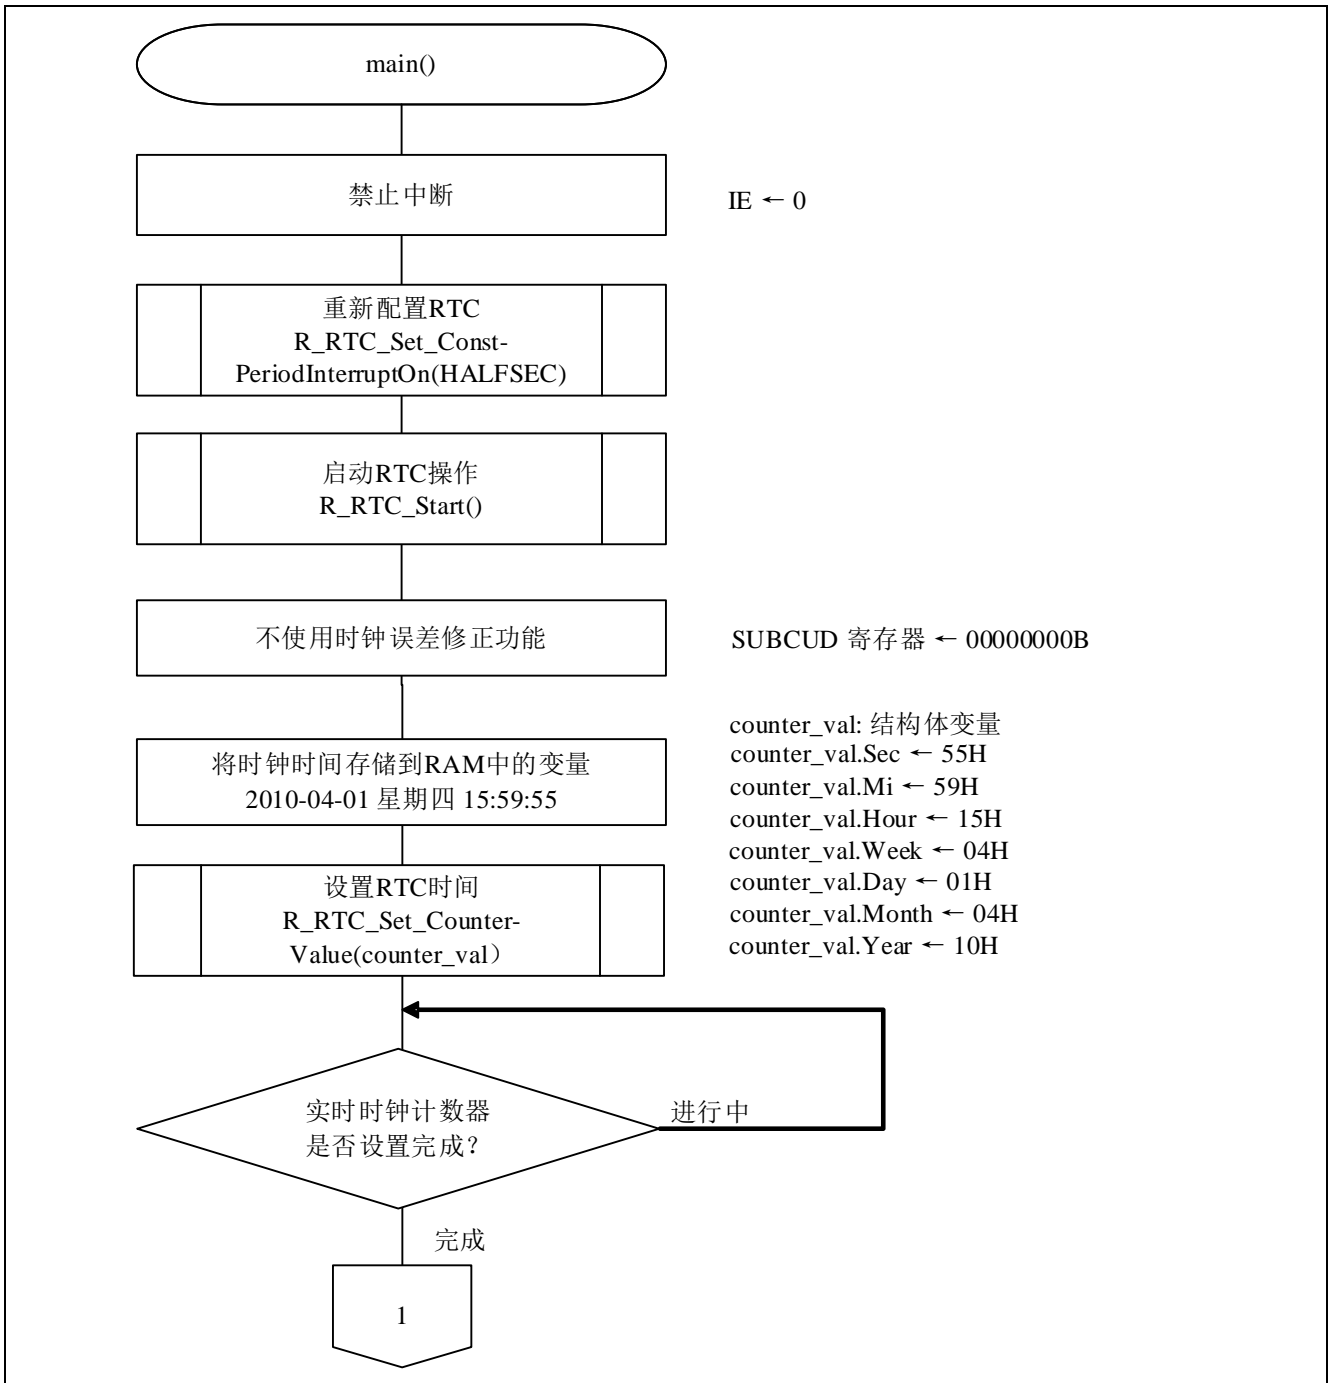 main()
禁止中断
IE ← 0
重新配置RTC
R_RTC_Set_Const-
PeriodInterruptOn(HALFSEC)
启动RTC操作
R_RTC_Start()
不使用时钟误差修正功能
SUBCUD 寄存器 ← 00000000B
将时钟时间存储到RAM中的变量
2010-04-01 星期四 15:59:55
counter_val: 结构体变量
counter_val.Sec ← 55H
counter_val.Mi ← 59H
counter_val.Hour ← 15H
counter_val.Week ← 04H
counter_val.Day ← 01H
counter_val.Month ← 04H
counter_val.Year ← 10H
设置RTC时间
R_RTC_Set_Counter-
Value(counter_val）
实时时钟计数器
是否设置完成？
进行中
完成
1